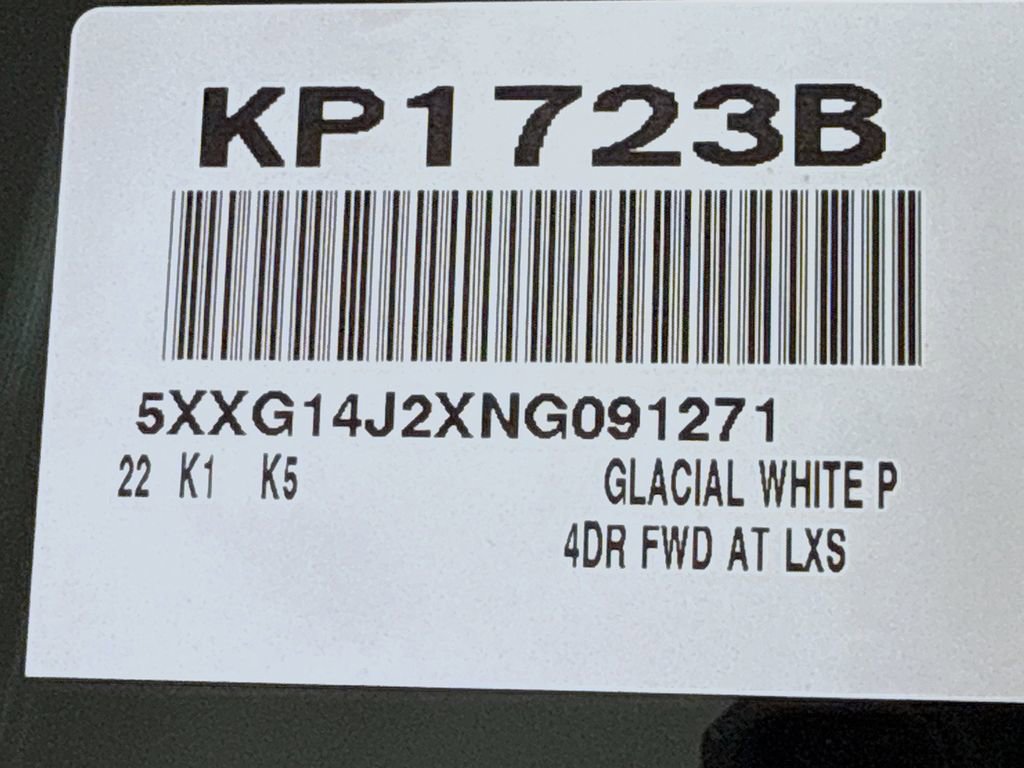 KP1723B
5XXG14J2XNG091271
22 K1 K5 GLACIAL WHITE P
4DR FWD AT LXS